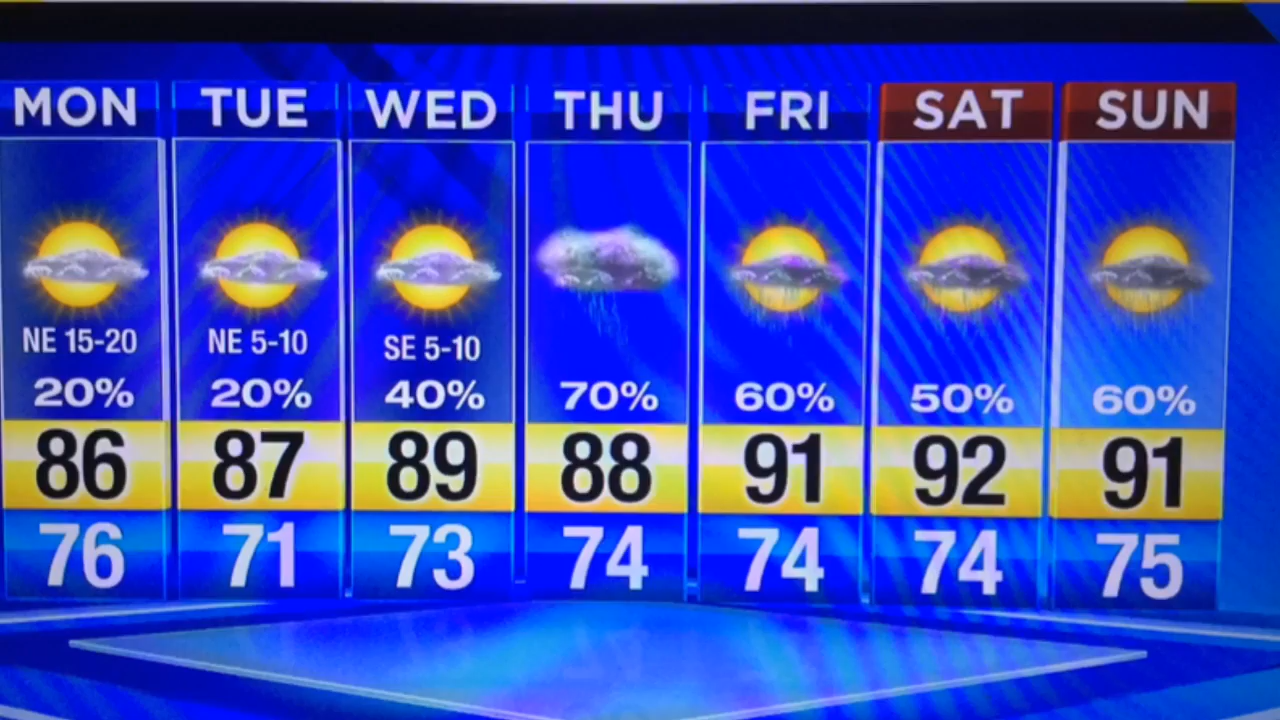 MON TUE WED THU FRI SAT SUN
NE 15-20 NE 5-10 SE 5-10
20% 20% 40% 70% 60% 50% 60%
86 87 89 88 91 92 91
76 71 73 74 74 74 75